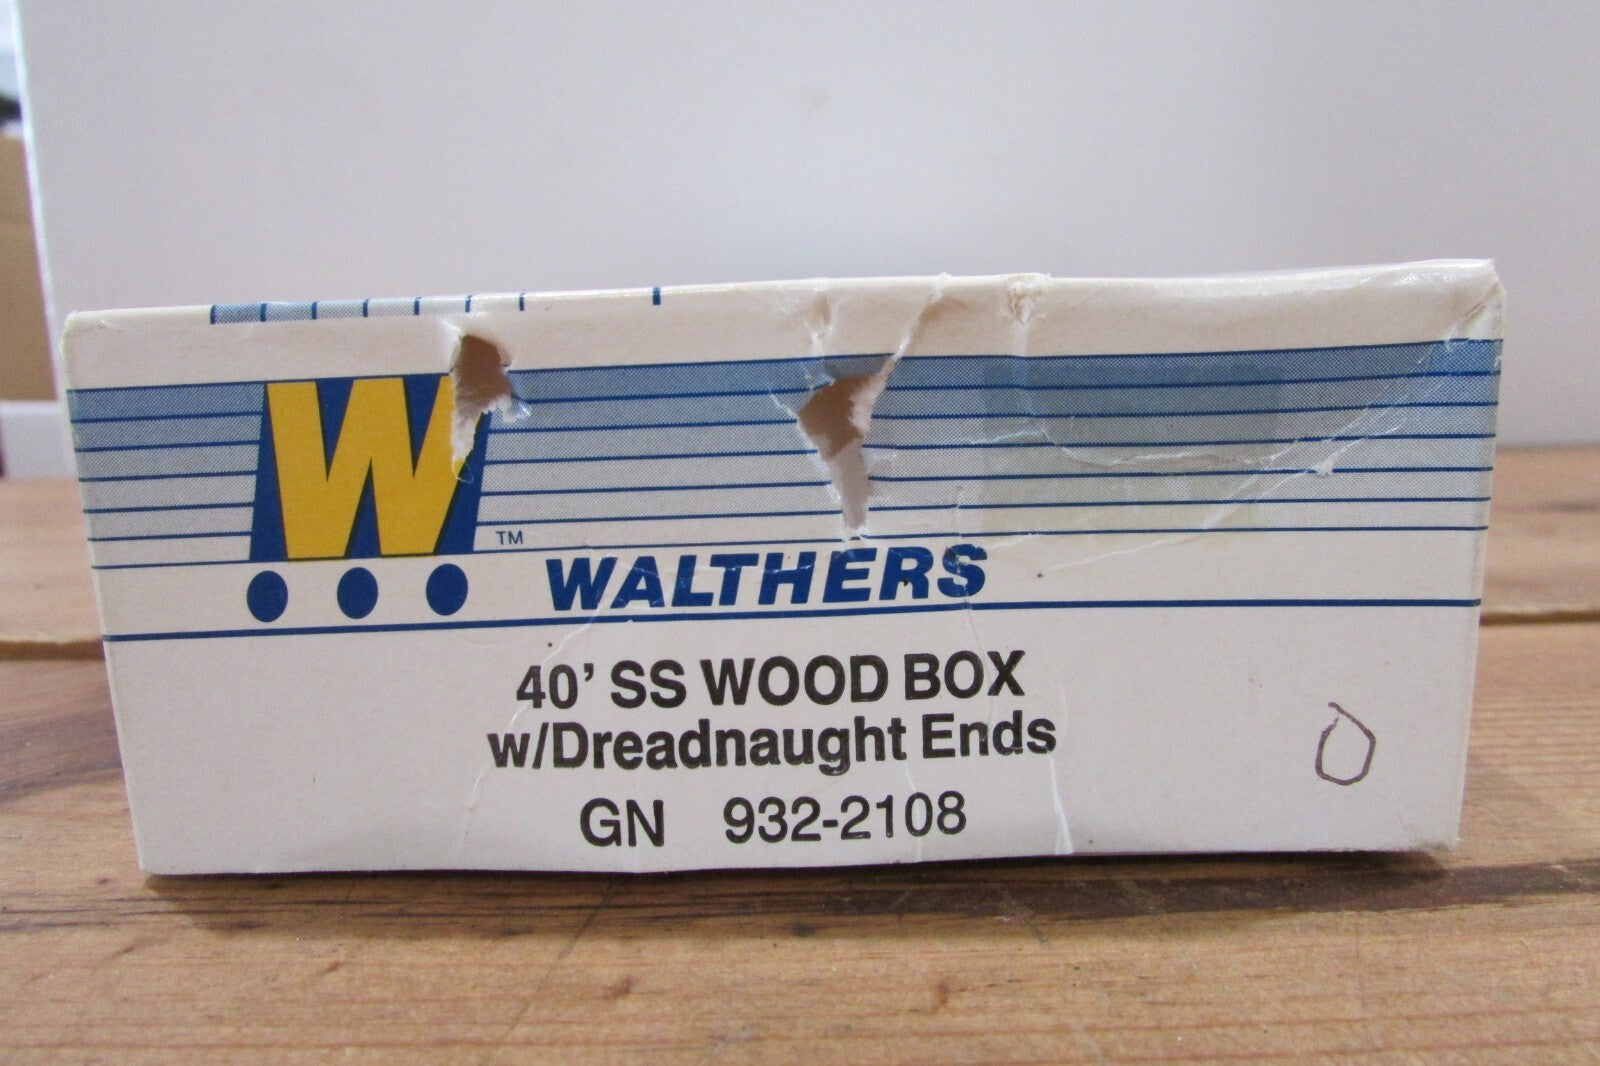 W
TM
WALTHERS
40' SS WOOD BOX
w/Dreadnaught Ends
GN 932-2108
O